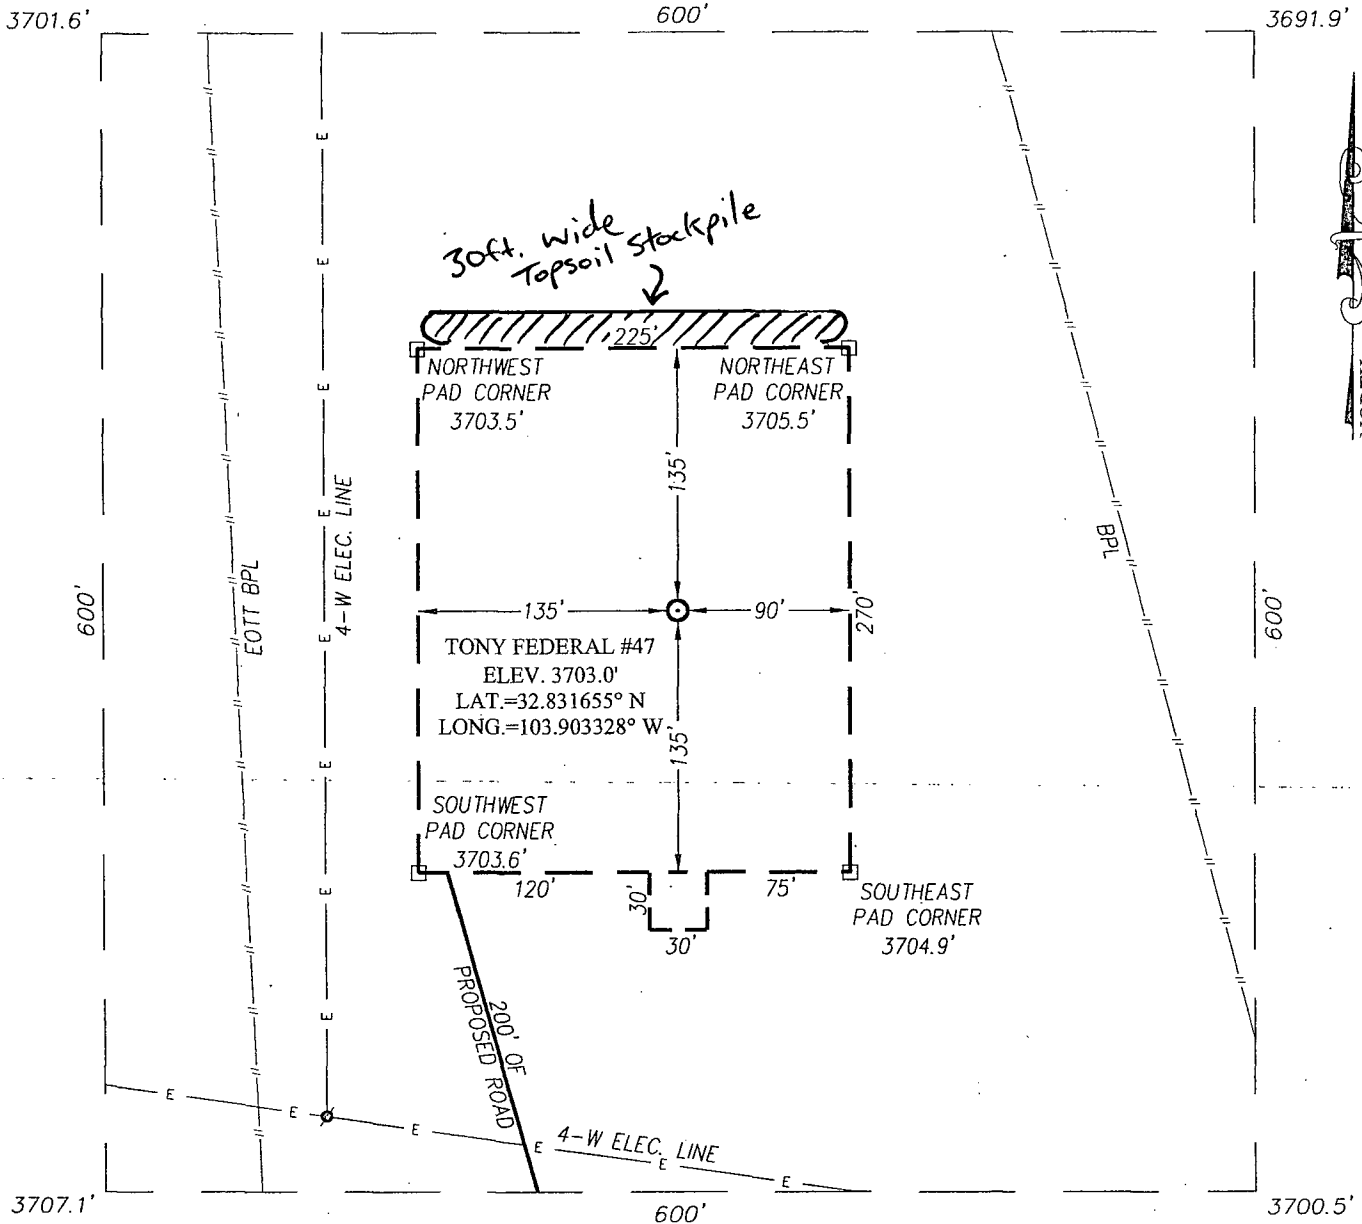 3701.6'
600'
3691.9'
30ft. wide
Topsoil stockpile
225'
NORTHWEST
PAD CORNER
3703.5'
NORTHEAST
PAD CORNER
3705.5'
135'
4-W ELEC. LINE
EOTT BPL
BPL
600'
135'
90'
270'
600'
TONY FEDERAL #47
ELEV. 3703.0'
LAT.=32.831655° N
LONG.=103.903328° W
135'
SOUTHWEST
PAD CORNER
3703.6'
120'
30'
75'
30'
SOUTHEAST
PAD CORNER
3704.9'
200' OF
PROPOSED ROAD
4-W ELEC. LINE
3707.1'
600'
3700.5'
E
E
E
E
E
E
E
E
E
E
E
E
E
E